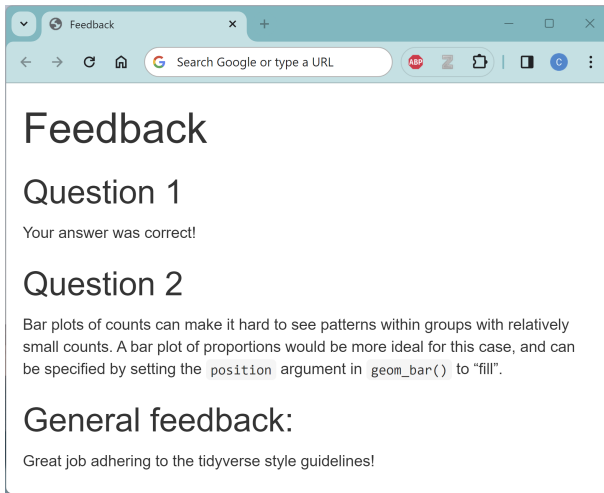 Feedback
Search Google or type a URL
ABP
Z
C
Feedback
Question 1
Your answer was correct!
Question 2
Bar plots of counts can make it hard to see patterns within groups with relatively
small counts. A bar plot of proportions would be more ideal for this case, and can
be specified by setting the position argument in geom_bar() to “fill”.
General feedback:
Great job adhering to the tidyverse style guidelines!